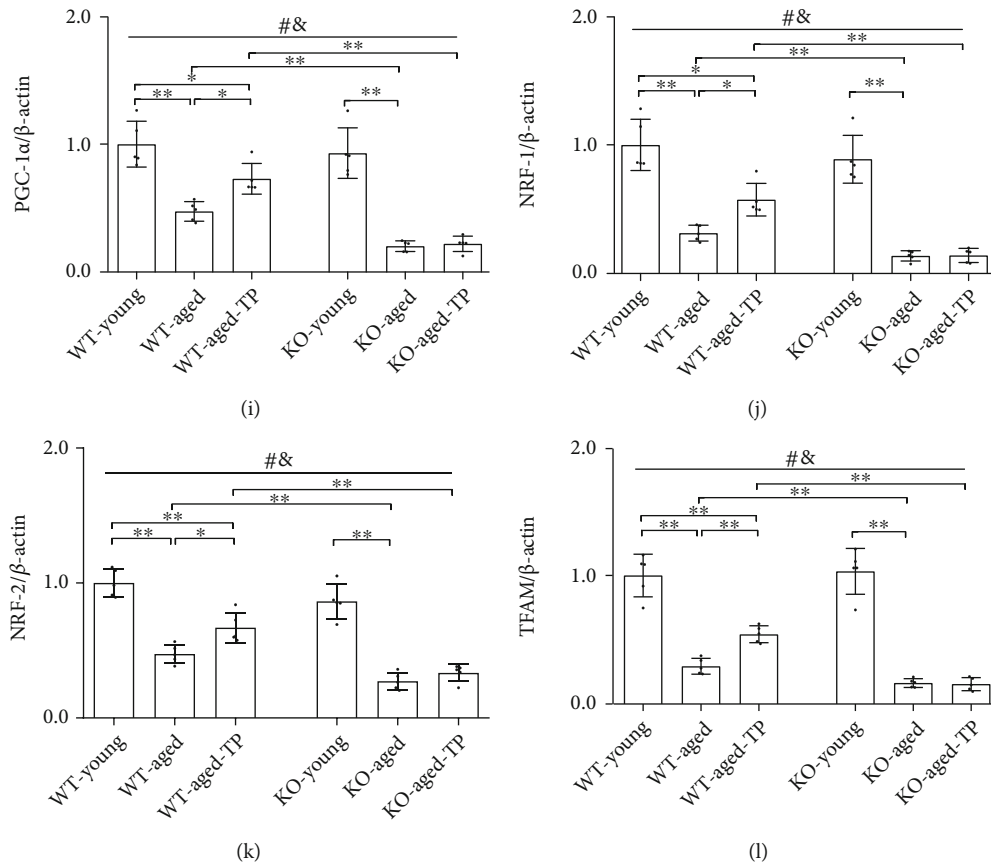 2.0
#&
**
**
*
** * **
1.0
0.0
PGC-1α/β-actin
WT-young
WT-aged
WT-aged-TP
KO-young
KO-aged
KO-aged-TP
(i)
2.0
#&
**
**
*
** * **
1.0
0.0
NRF-1/β-actin
WT-young
WT-aged
WT-aged-TP
KO-young
KO-aged
KO-aged-TP
(j)
2.0
#&
**
**
**
** * **
1.0
0.0
NRF-2/β-actin
WT-young
WT-aged
WT-aged-TP
KO-young
KO-aged
KO-aged-TP
(k)
2.0
#&
**
**
**
** ** **
1.0
0.0
TFAM/β-actin
WT-young
WT-aged
WT-aged-TP
KO-young
KO-aged
KO-aged-TP
(l)